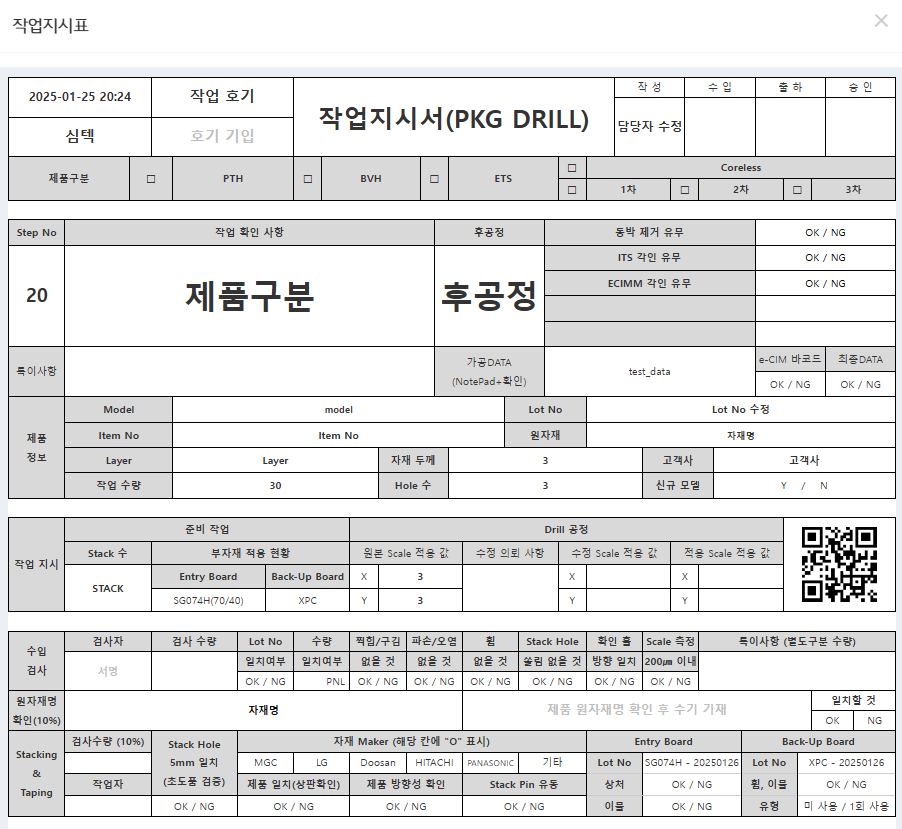 작업지시표
2025-01-25 20:24 작업 호기 작업지시서(PKG DRILL) 작 성 수 입 출 하 승 인
심텍 호기 기입 담당자 수정
제품구분 □ PTH □ BVH □ ETS □ Coreless
□ 1차 □ 2차 □ 3차
Step No 작업 확인 사항 후공정 동박 제거 유무 OK / NG
20 제품구분 후공정 ITS 각인 유무 OK / NG
ECIMM 각인 유무 OK / NG
특이사항 가공DATA test_data e-CIM 바코드 최종DATA
(NotePad+확인) OK / NG OK / NG
제품 Model model Lot No Lot No 수정
정보 Item No Item No 원자재 자재명
Layer Layer 자재 두께 3 고객사 고객사
작업 수량 30 Hole 수 3 신규 모델 Y / N
작업 지시 준비 작업 Drill 공정
Stack 수 부자재 적용 현황 원본 Scale 적용 값 수정 의뢰 사항 수정 Scale 적용 값 적용 Scale 적용 값
STACK Entry Board Back-Up Board X 3 X X
SG074H(70/40) XPC Y 3 Y Y
수입 검사자 검사 수량 Lot No 수량 찍힘/구김 파손/오염 휨 Stack Hole 확인 홀 Scale 측정 특이사항 (별도구분 수량)
검사 서명 일치여부 일치여부 없을 것 없을 것 없을 것 쏠림 없을 것 방향 일치 200㎛ 이내
OK / NG PNL OK / NG OK / NG OK / NG OK / NG OK / NG OK / NG
원자재명 자재명 제품 원자재명 확인 후 수기 기재 일치할 것
확인(10%) OK NG
Stacking 검사수량 (10%) Stack Hole 자재 Maker (해당 칸에 "O" 표시) Entry Board Back-Up Board
& 5mm 일치 MGC LG Doosan HITACHI PANASONIC 기타 Lot No SG074H - 20250126 Lot No XPC - 20250126
Taping 작업자 (초도품 검증) 제품 일치(상판확인) 제품 방향성 확인 Stack Pin 유동 상처 OK / NG 휨, 이물 OK / NG
OK / NG OK / NG OK / NG OK / NG 이물 OK / NG 유형 미 사용 / 1회 사용